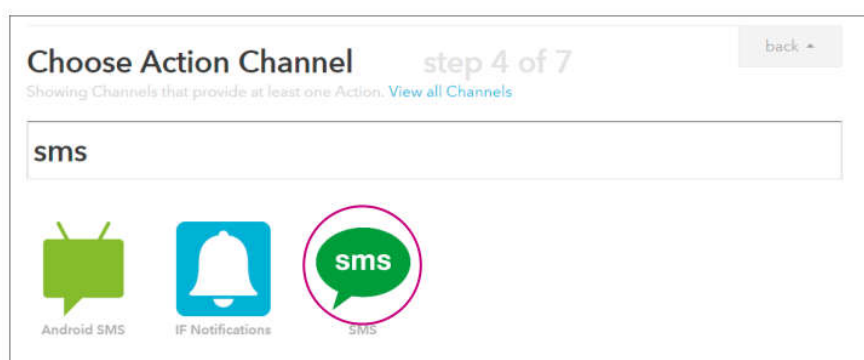 Choose Action Channel step 4 of 7 back
Showing Channels that provide at least one Action. View all Channels
sms
sms
Android SMS IF Notifications SMS